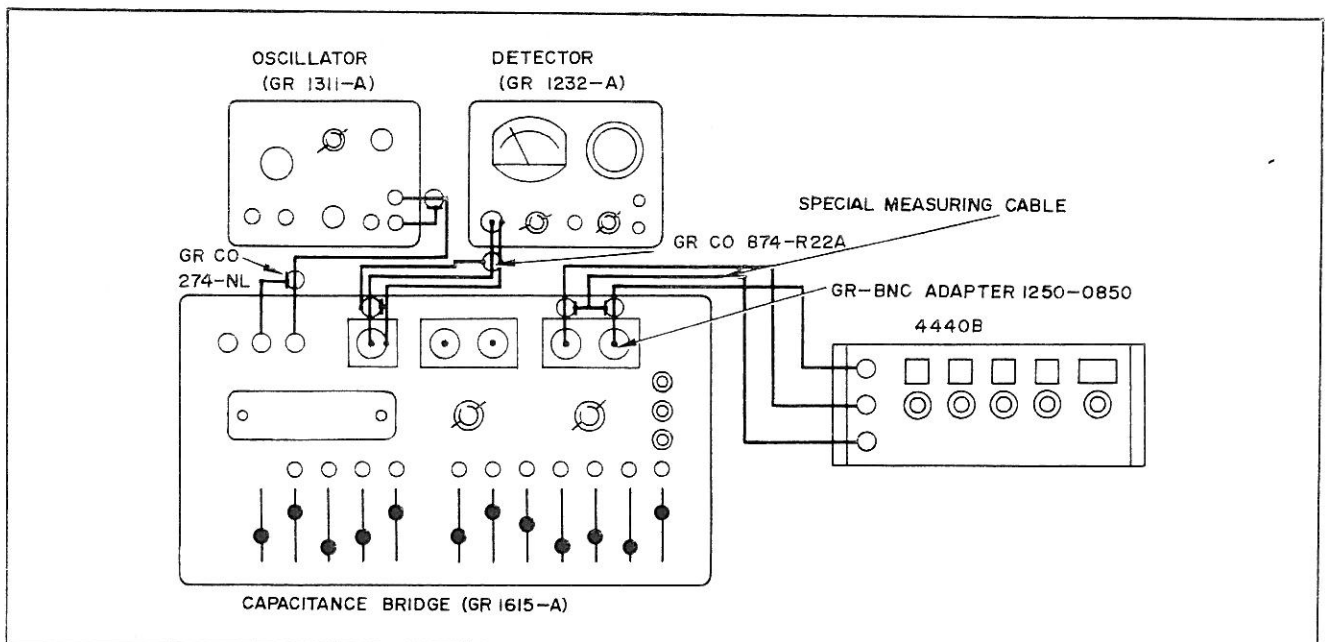 OSCILLATOR
(GR 1311-A)
DETECTOR
(GR 1232-A)
SPECIAL MEASURING CABLE
GR CO
274-NL
GR CO 874-R22A
GR-BNC ADAPTER 1250-0850
4440B
CAPACITANCE BRIDGE (GR 1615-A)